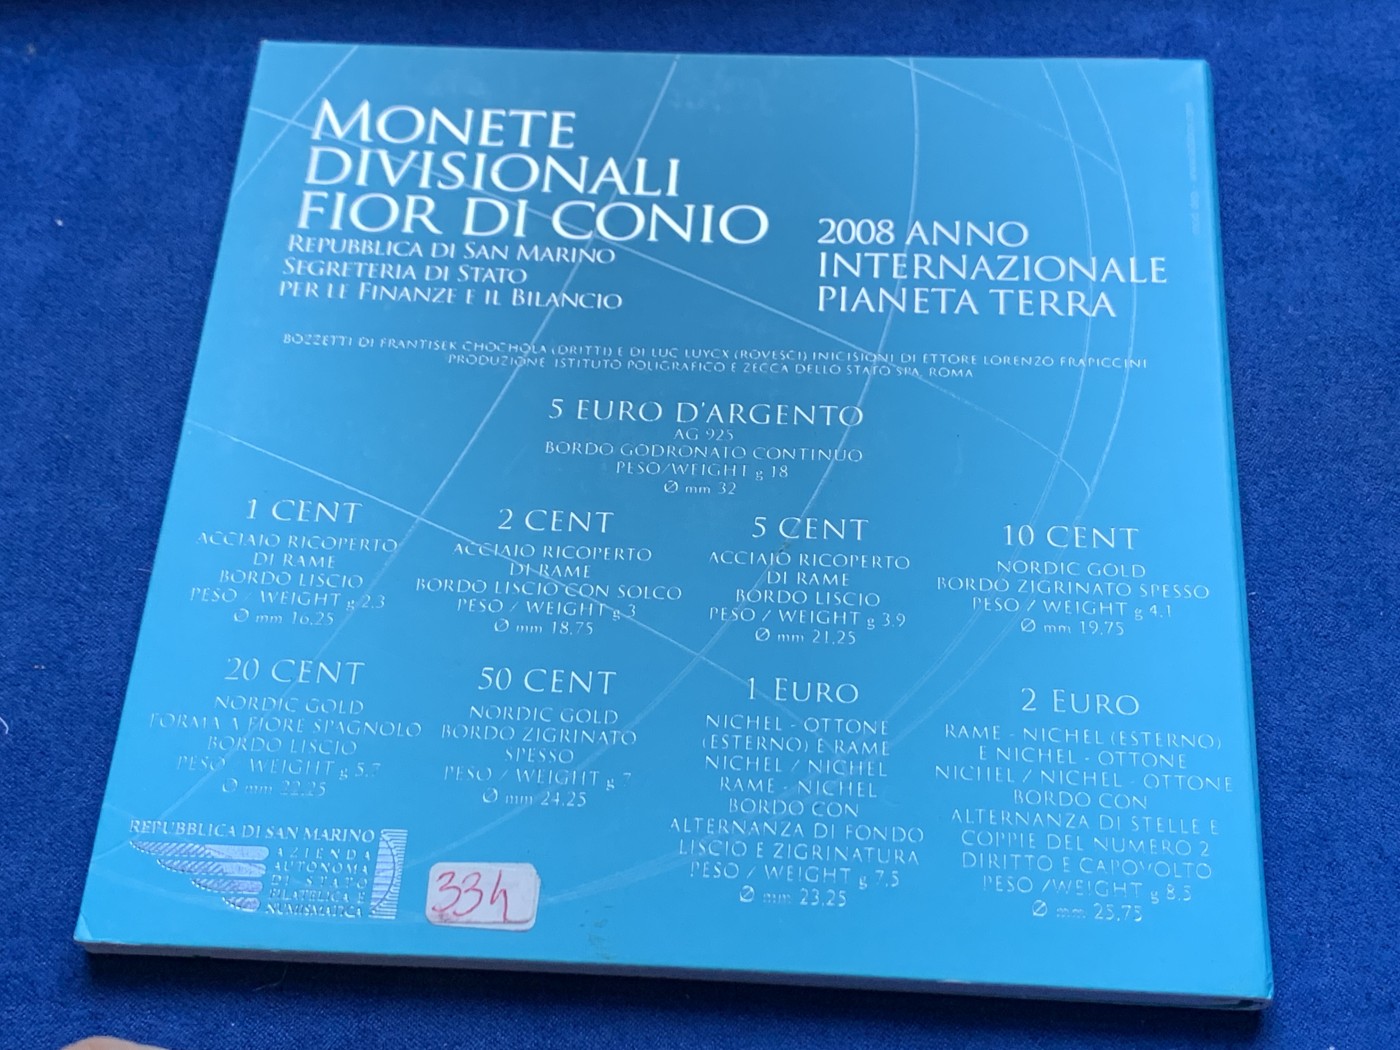 MONETE
DIVISIONALI
FIOR DI CONIO
REPUBBLICA DI SAN MARINO
SEGRETERIA DI STATO
PER LE FINANZE E IL BILANCIO
2008 ANNO
INTERNAZIONALE
PIANETA TERRA
BOZZETTI DI FRANTIŠEK CHOCHOLA (DRITTI) E DI LUC LUYCX (ROVESCI) INICISIONI DI ETTORE LORENZO FRAPICCINI
PRODUZIONE ISTITUTO POLIGRAFICO E ZECCA DELLO STATO SPA, ROMA
5 EURO D'ARGENTO
AG 925
BORDO GODRONATO CONTINUO
PESO/WEIGHT g 18
Ø mm 32
1 CENT
ACCIAIO RICOPERTO
DI RAME
BORDO LISCIO
PESO / WEIGHT g 2.3
Ø mm 16,25
2 CENT
ACCIAIO RICOPERTO
DI RAME
BORDO LISCIO CON SOLCO
PESO / WEIGHT g 3
Ø mm 18,75
5 CENT
ACCIAIO RICOPERTO
DI RAME
BORDO LISCIO
PESO / WEIGHT g 3.9
Ø mm 21,25
10 CENT
NORDIC GOLD
BORDO ZIGRINATO SPESSO
PESO / WEIGHT g 4.1
Ø mm 19,75
20 CENT
NORDIC GOLD
FORMA A FIORE SPAGNOLO
BORDO LISCIO
PESO / WEIGHT g 5.7
Ø mm 22.25
50 CENT
NORDIC GOLD
BORDO ZIGRINATO
SPESSO
PESO / WEIGHT g 7
Ø mm 24.25
1 EURO
NICHEL - OTTONE
(ESTERNO) E RAME
NICHEL / NICHEL
RAME - NICHEL
BORDO CON
ALTERNANZA DI FONDO
LISCIO E ZIGRINATURA
PESO / WEIGHT g 7.5
Ø mm 23.25
2 EURO
RAME - NICHEL (ESTERNO)
E NICHEL - OTTONE
NICHEL / NICHEL - OTTONE
BORDO CON
ALTERNANZA DI STELLE E
COPPIE DEL NUMERO 2
DIRITTO E CAPOVOLTO
PESO /WEIGHT g 8.5
Ø mm 25,75
REPUBBLICA DI SAN MARINO
AZIENDA
AUTONOMA
DI STATO
FILATELICA E
NUMISMATICA
334